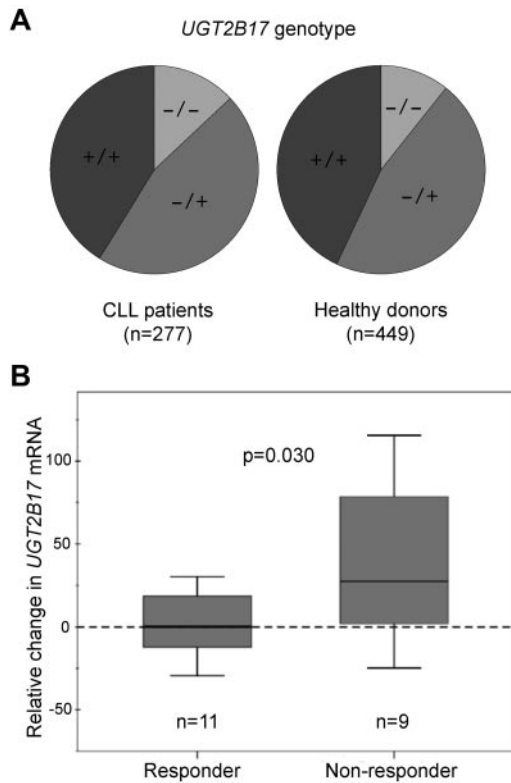 A
UGT2B17 genotype
−/−
+/+
−/+
−/−
+/+
−/+
CLL patients
(n=277)
Healthy donors
(n=449)
B
Relative change in UGT2B17 mRNA
100
50
0
-50
p=0.030
n=11
n=9
Responder
Non-responder